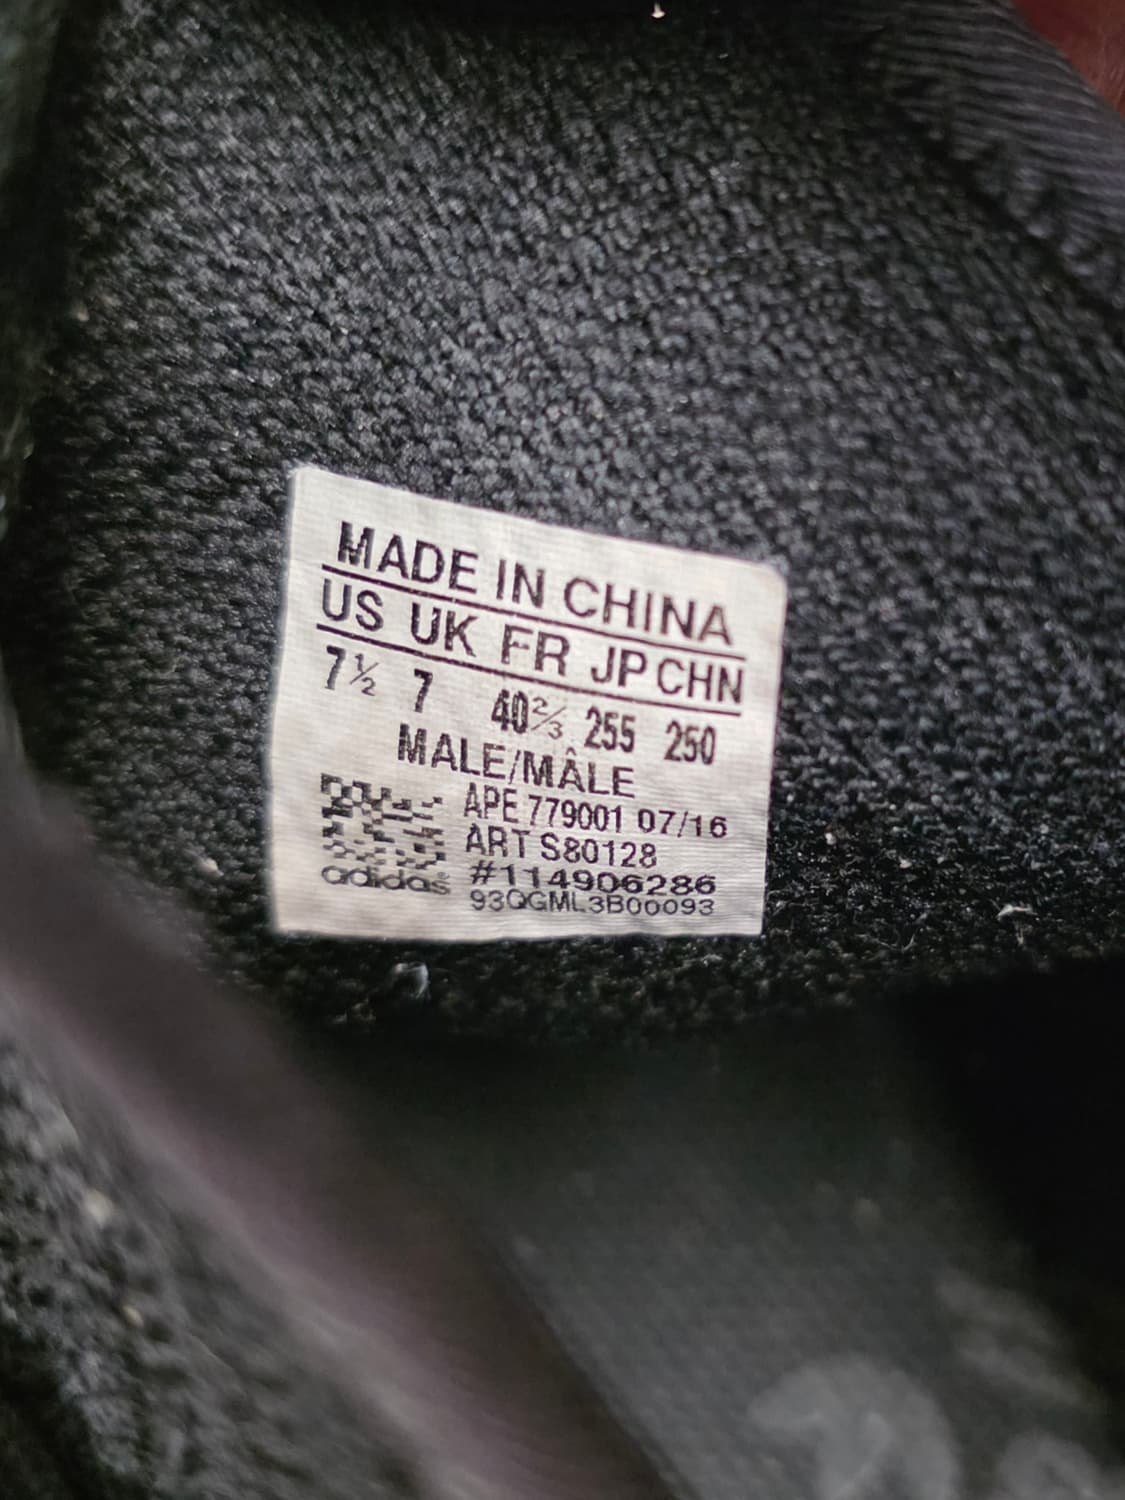 MADE IN CHINA
US UK FR JP CHN
7½ 7 40⅔ 255 250
MALE/MÂLE
APE 779001 07/16
ART S80128
adidas® #114906286
93QGML3B00093